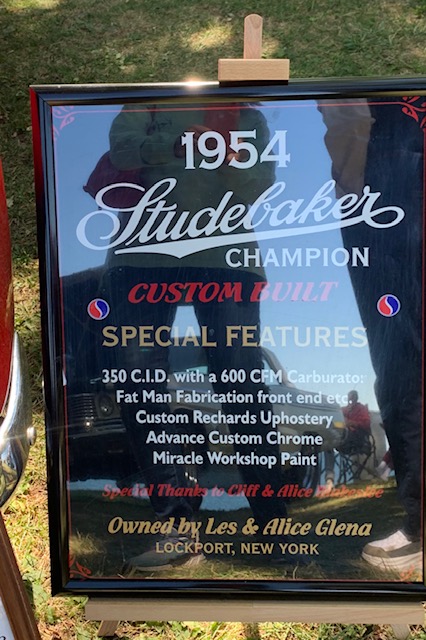 1954
Studebaker
CHAMPION
CUSTOM BUILT
SPECIAL FEATURES
350 C.I.D. with a 600 CFM Carburator
Fat Man Fabrication front end etc.
Custom Rechards Uphostery
Advance Custom Chrome
Miracle Workshop Paint
Special Thanks to Cliff & Alice
Owned by Les & Alice Glena
LOCKPORT, NEW YORK